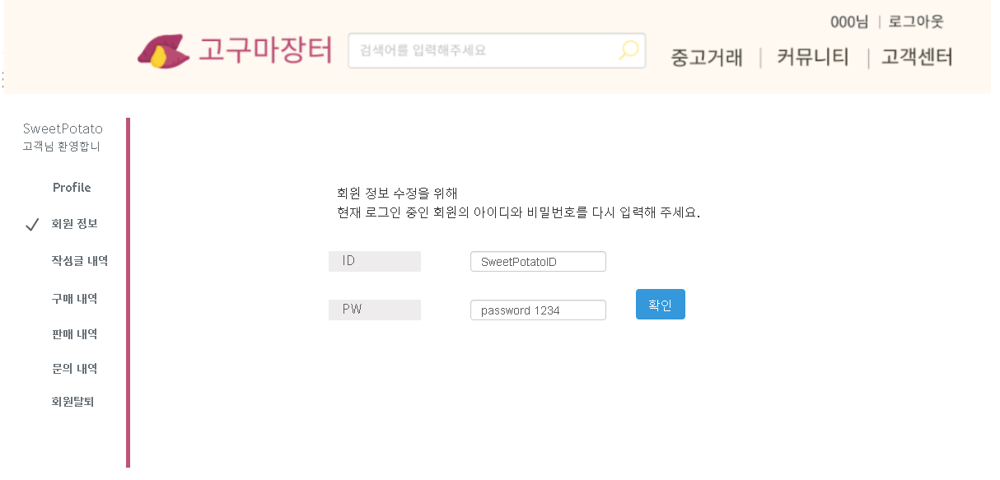 000님 | 로그아웃
고구마장터
검색어를 입력해주세요
중고거래 | 커뮤니티 | 고객센터
SweetPotato
고객님 환영합니
Profile
회원 정보
작성글 내역
구매 내역
판매 내역
문의 내역
회원탈퇴
회원 정보 수정을 위해
현재 로그인 중인 회원의 아이디와 비밀번호를 다시 입력해 주세요.
ID SweetPotatoID
PW password 1234 확인